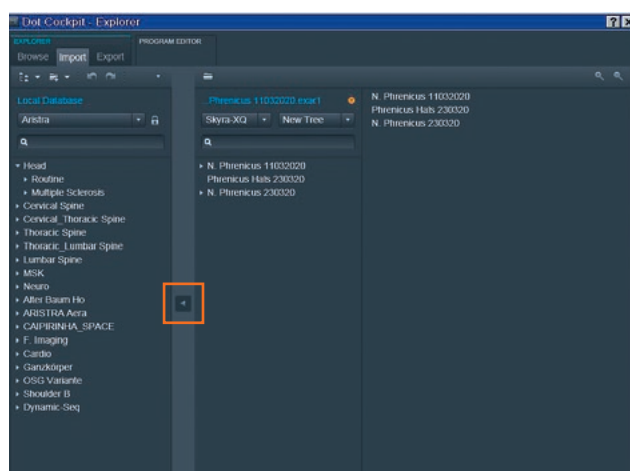 Dot Cockpit - Explorer
EXPLORER
PROGRAM EDITOR
Browse Import Export
Local Database
Aristra
Head
Routine
Multiple Sclerosis
Cervical Spine
Cervical_Thoracic Spine
Thoracic Spine
Thoracic_Lumbar Spine
Lumbar Spine
MSK
Neuro
Alter Baum Ho
ARISTRA Aera
CAIPIRINHA_SPACE
F. Imaging
Cardio
Ganzkörper
OSG Variante
Shoulder B
Dynamic-Seq
..Phrenicus 11032020.exar1
Skyra-XQ New Tree
N. Phrenicus 11032020
Phrenicus Hals 230320
N. Phrenicus 230320
N. Phrenicus 11032020
Phrenicus Hals 230320
N. Phrenicus 230320